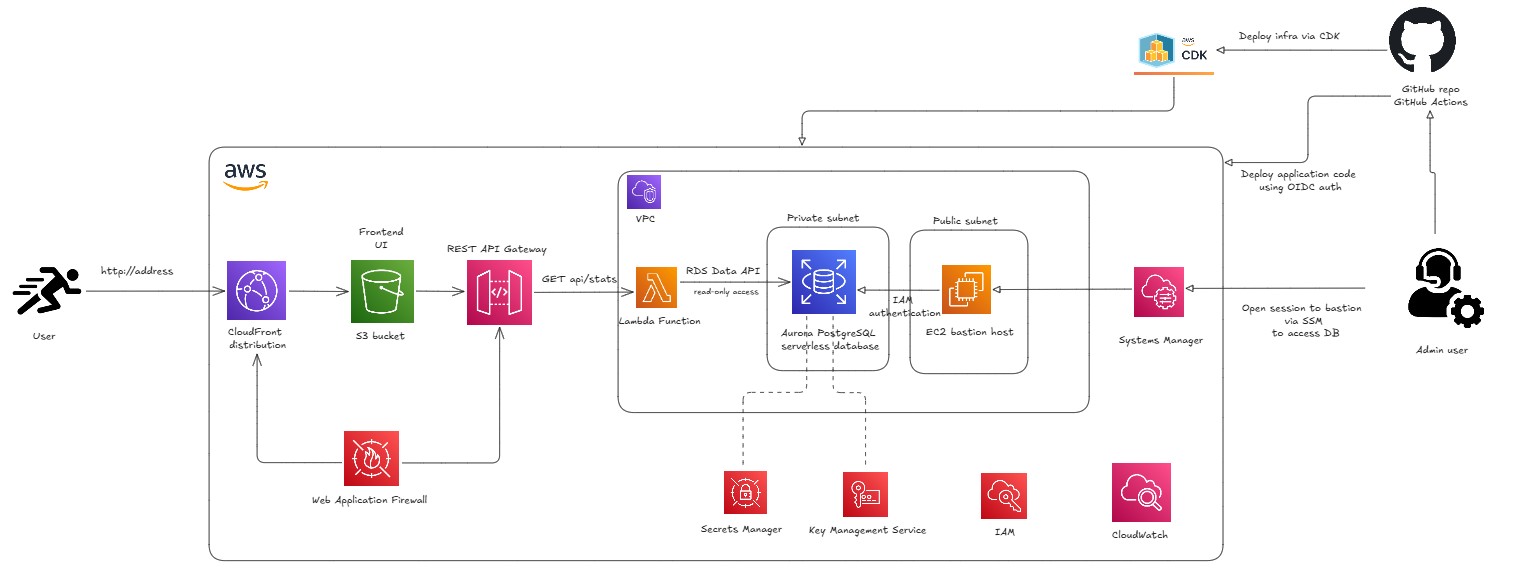 Deploy infra via CDK
aws
CDK
GitHub repo
GitHub Actions
Deploy application code
using OIDC auth
aws
VPC
Private subnet
Public subnet
Frontend
UI
REST API Gateway
http://address
GET api/stats
RDS Data API
read-only access
IAM
authentication
Lambda Function
User
CloudFront
distribution
S3 bucket
Aurora PostgreSQL
serverless database
EC2 bastion host
Systems Manager
Open session to bastion
via SSM
to access DB
Admin user
Web Application Firewall
Secrets Manager
Key Management Service
IAM
CloudWatch